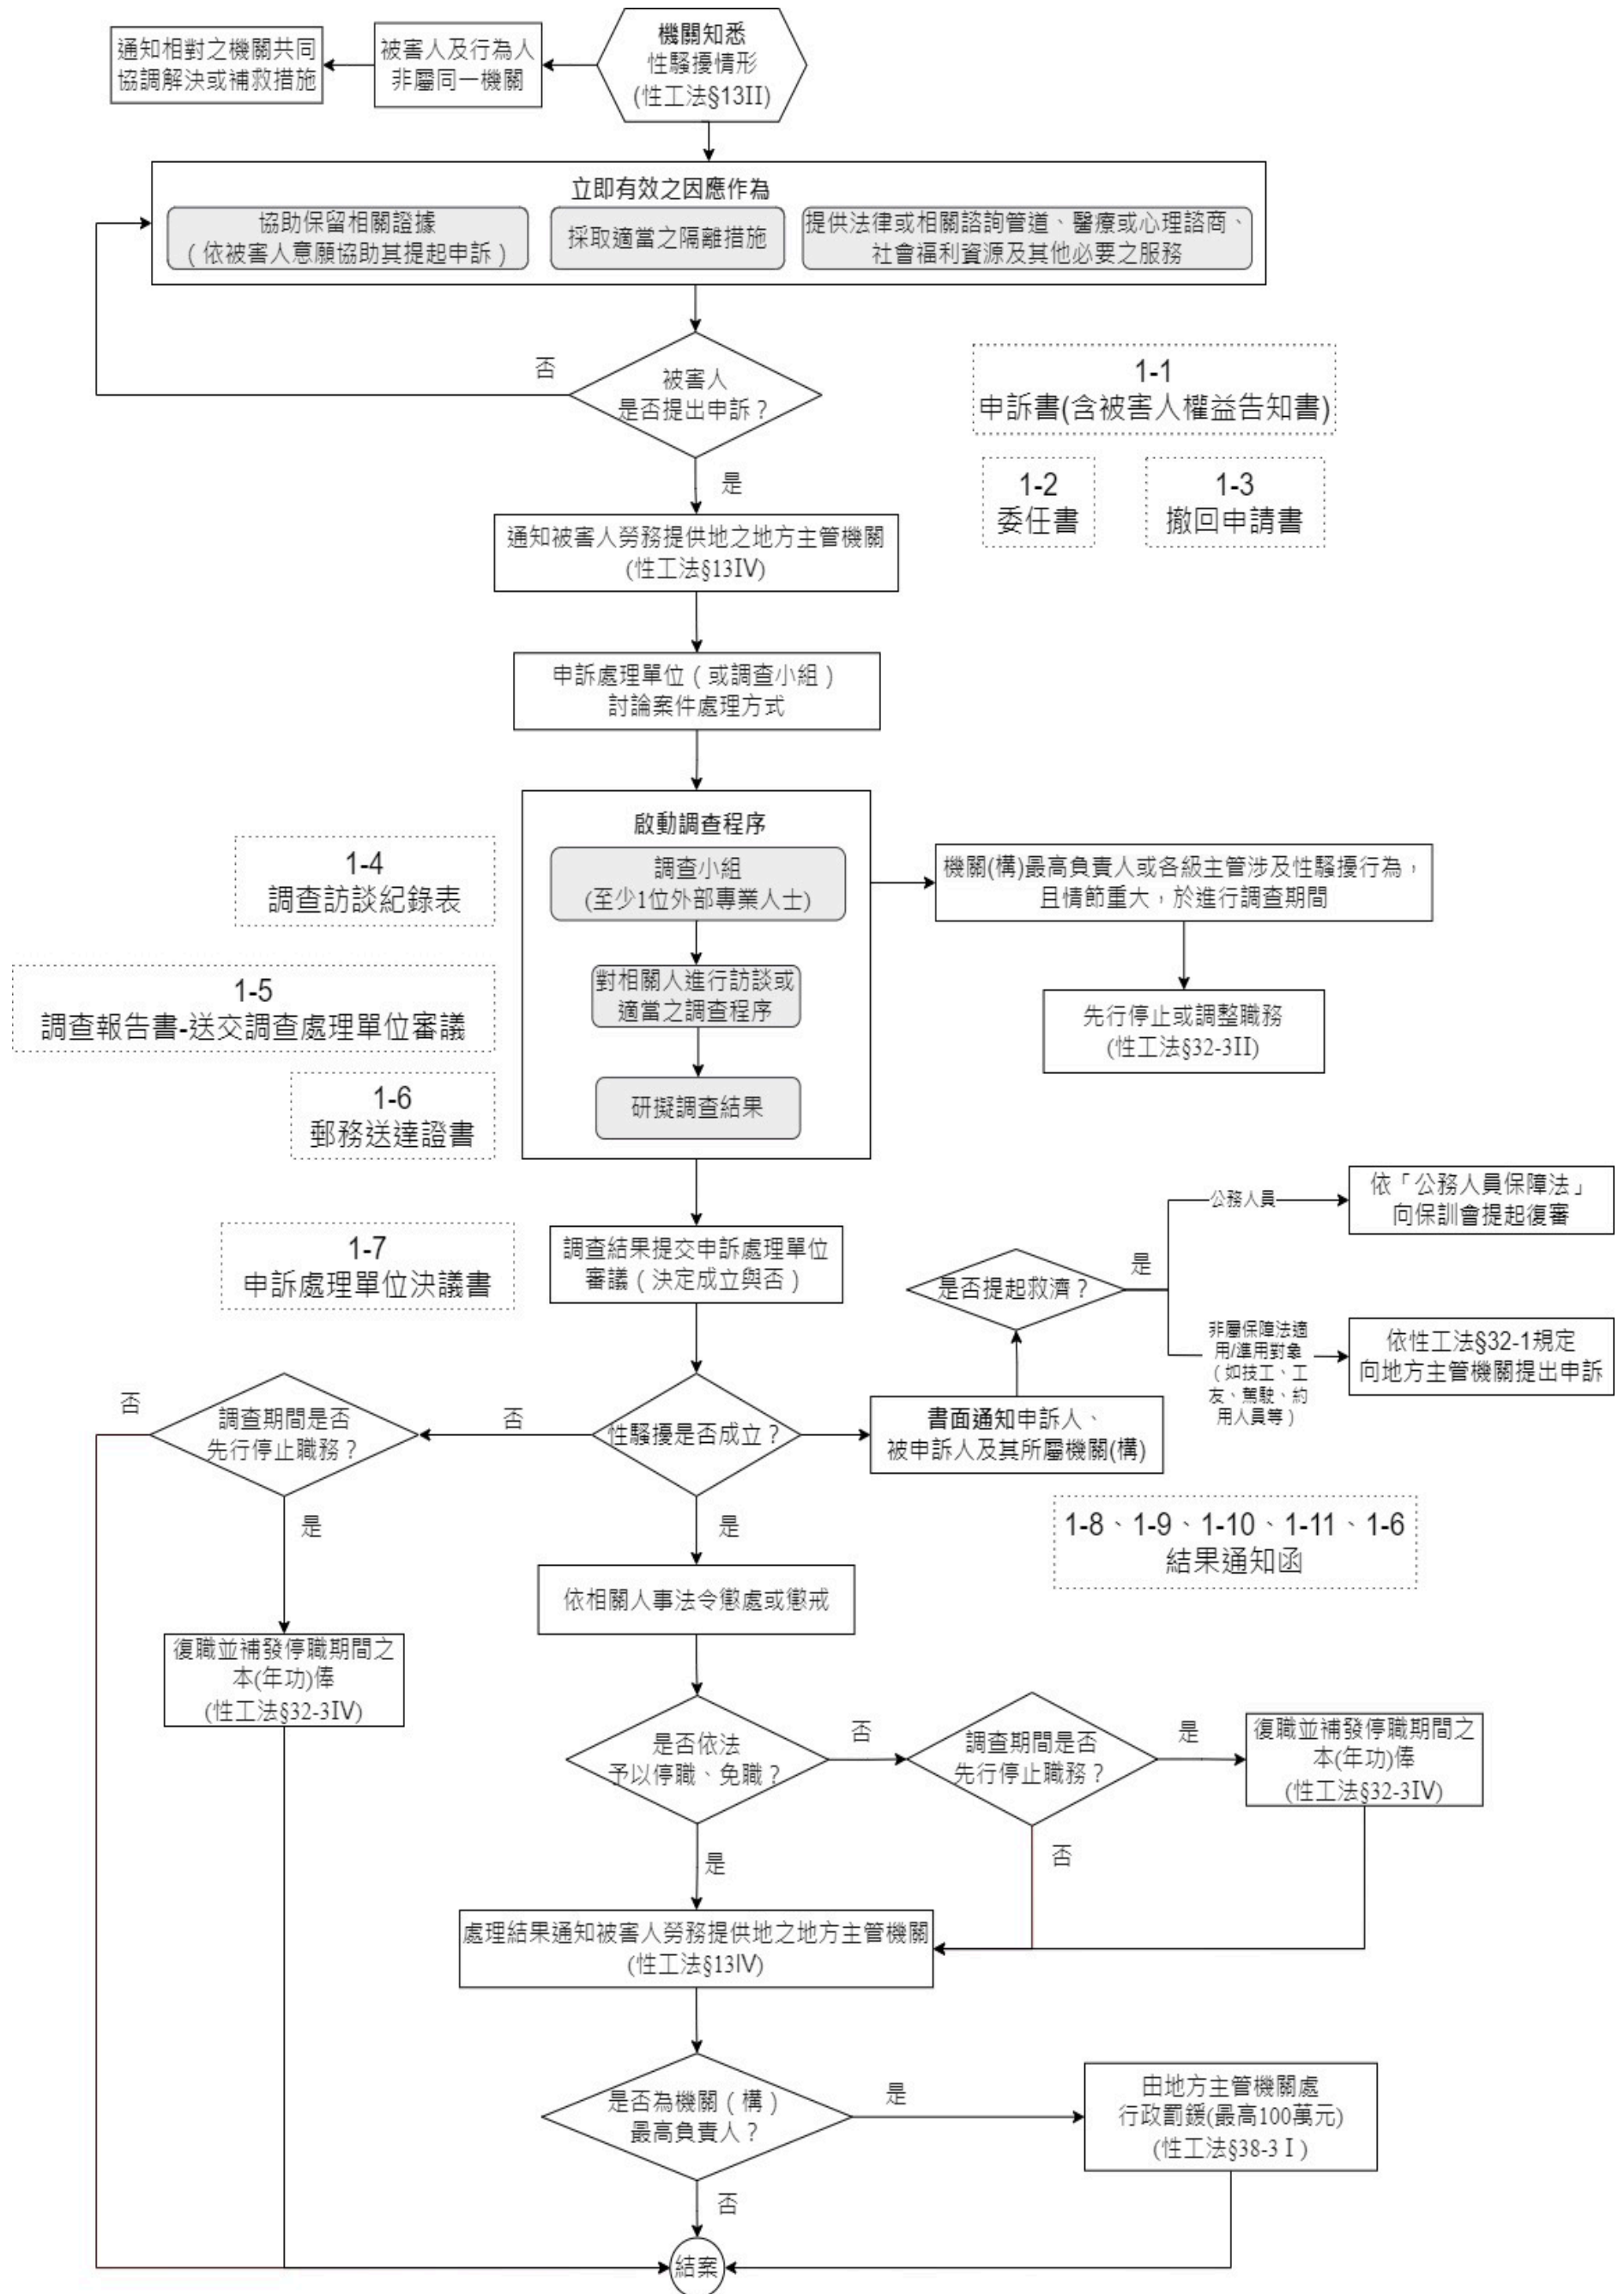 機關知悉
性騷擾情形
(性工法§13II)
被害人及行為人
非屬同一機關
通知相對之機關共同
協調解決或補救措施
立即有效之因應作為
協助保留相關證據
（依被害人意願協助其提起申訴）
採取適當之隔離措施
提供法律或相關諮詢管道、醫療或心理諮商、
社會福利資源及其他必要之服務
被害人
是否提出申訴？
否
是
1-1
申訴書(含被害人權益告知書)
1-2
委任書
1-3
撤回申請書
通知被害人勞務提供地之地方主管機關
(性工法§13IV)
申訴處理單位（或調查小組）
討論案件處理方式
啟動調查程序
調查小組
(至少1位外部專業人士)
對相關人進行訪談或
適當之調查程序
研擬調查結果
機關(構)最高負責人或各級主管涉及性騷擾行為，
且情節重大，於進行調查期間
先行停止或調整職務
(性工法§32-3II)
1-4
調查訪談紀錄表
1-5
調查報告書-送交調查處理單位審議
1-6
郵務送達證書
1-7
申訴處理單位決議書
調查結果提交申訴處理單位
審議（決定成立與否）
性騷擾是否成立？
書面通知申訴人、
被申訴人及其所屬機關(構)
是否提起救濟？
是
公務人員
依「公務人員保障法」
向保訓會提起復審
非屬保障法適
用/準用對象
（如技工、工
友、駕駛、約
用人員等）
依性工法§32-1規定
向地方主管機關提出申訴
1-8、1-9、1-10、1-11、1-6
結果通知函
否
調查期間是否
先行停止職務？
否
是
復職並補發停職期間之
本(年功)俸
(性工法§32-3IV)
是
依相關人事法令懲處或懲戒
是否依法
予以停職、免職？
否
調查期間是否
先行停止職務？
是
復職並補發停職期間之
本(年功)俸
(性工法§32-3IV)
否
是
處理結果通知被害人勞務提供地之地方主管機關
(性工法§13IV)
是否為機關（構）
最高負責人？
是
由地方主管機關處
行政罰鍰(最高100萬元)
(性工法§38-3 I )
否
結案